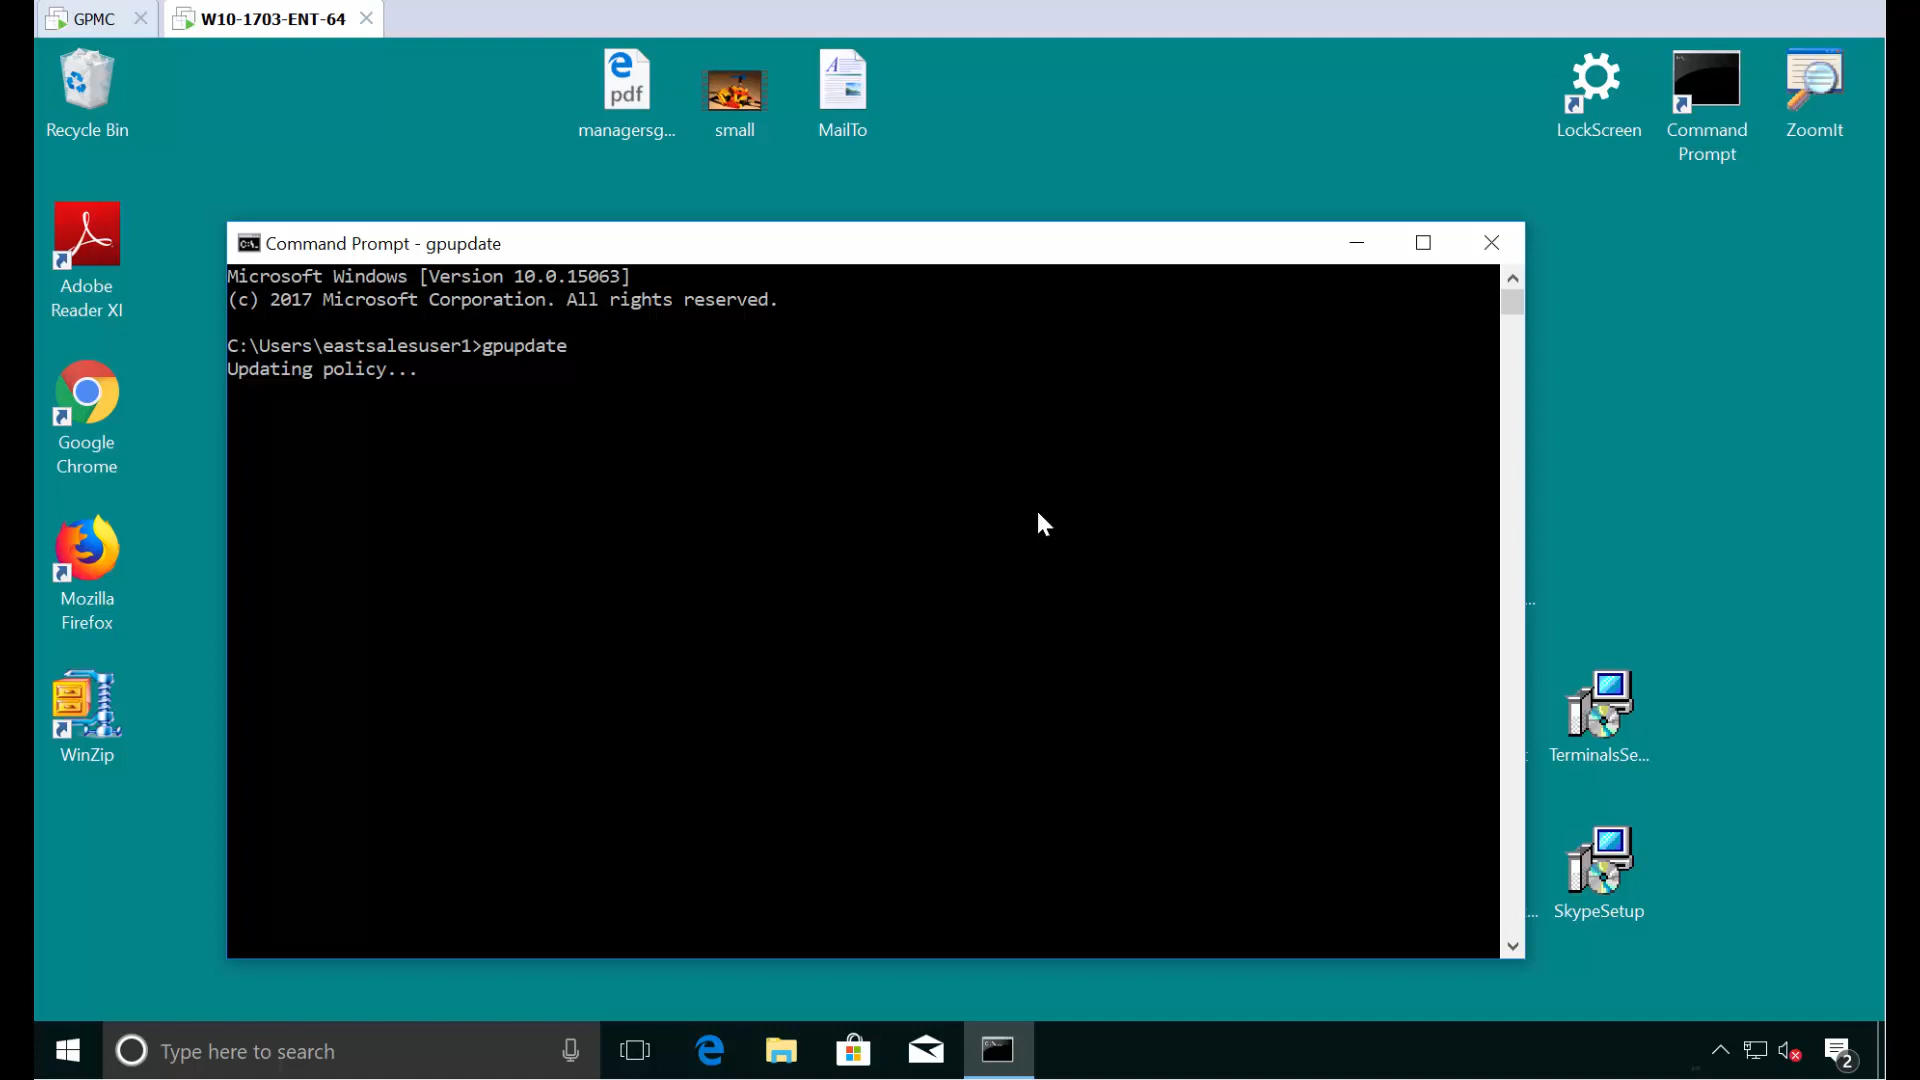 GPMC
W10-1703-ENT-64
Recycle Bin
pdf
managersg...
small
MailTo
LockScreen
Command
Prompt
ZoomIt
Adobe
Reader XI
Google
Chrome
Mozilla
Firefox
WinZip
Command Prompt - gpupdate
Microsoft Windows [Version 10.0.15063]
(c) 2017 Microsoft Corporation. All rights reserved.
C:\Users\eastsalesuser1>gpupdate
Updating policy...
...
TerminalsSe...
SkypeSetup
Type here to search
2